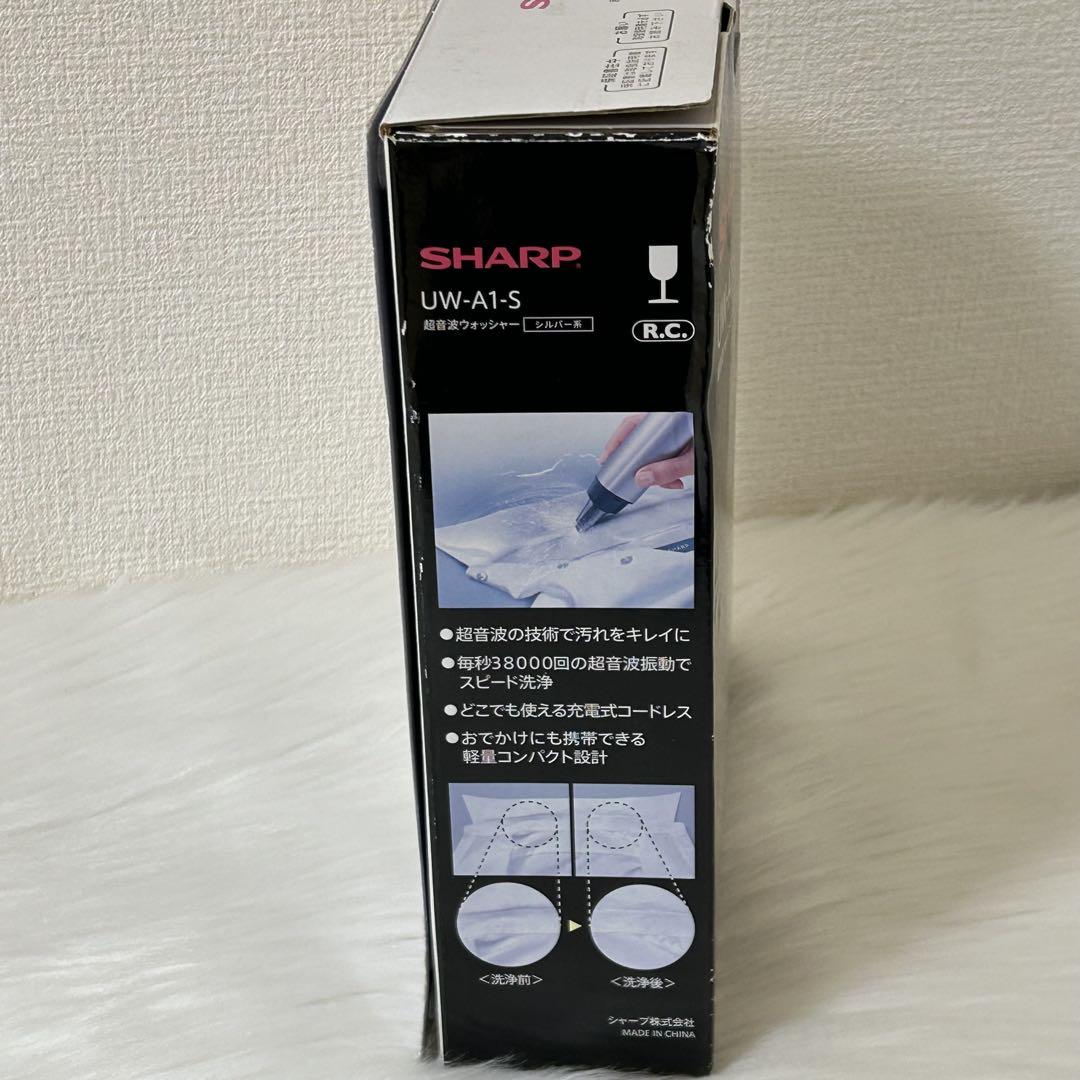 SHARP
UW-A1-S
超音波ウォッシャー シルバー系
R.C.
●超音波の技術で汚れをキレイに
●毎秒38000回の超音波振動で
スピード洗浄
●どこでも使える充電式コードレス
●おでかけにも携帯できる
軽量コンパクト設計
<洗浄前>
<洗浄後>
シャープ株式会社
MADE IN CHINA